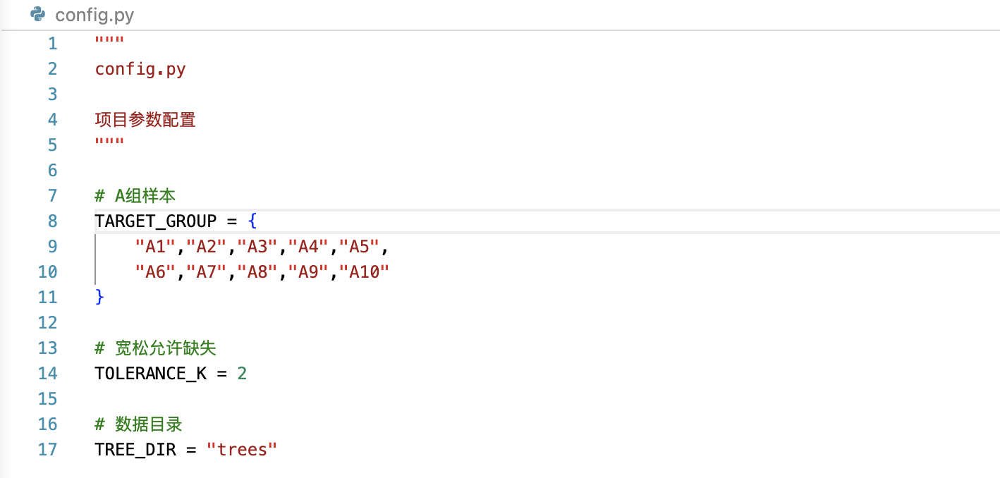 config.py
1 """
2 config.py
3
4 项目参数配置
5 """
6
7 # A组样本
8 TARGET_GROUP = {
9     "A1","A2","A3","A4","A5",
10     "A6","A7","A8","A9","A10"
11 }
12
13 # 宽松允许缺失
14 TOLERANCE_K = 2
15
16 # 数据目录
17 TREE_DIR = "trees"